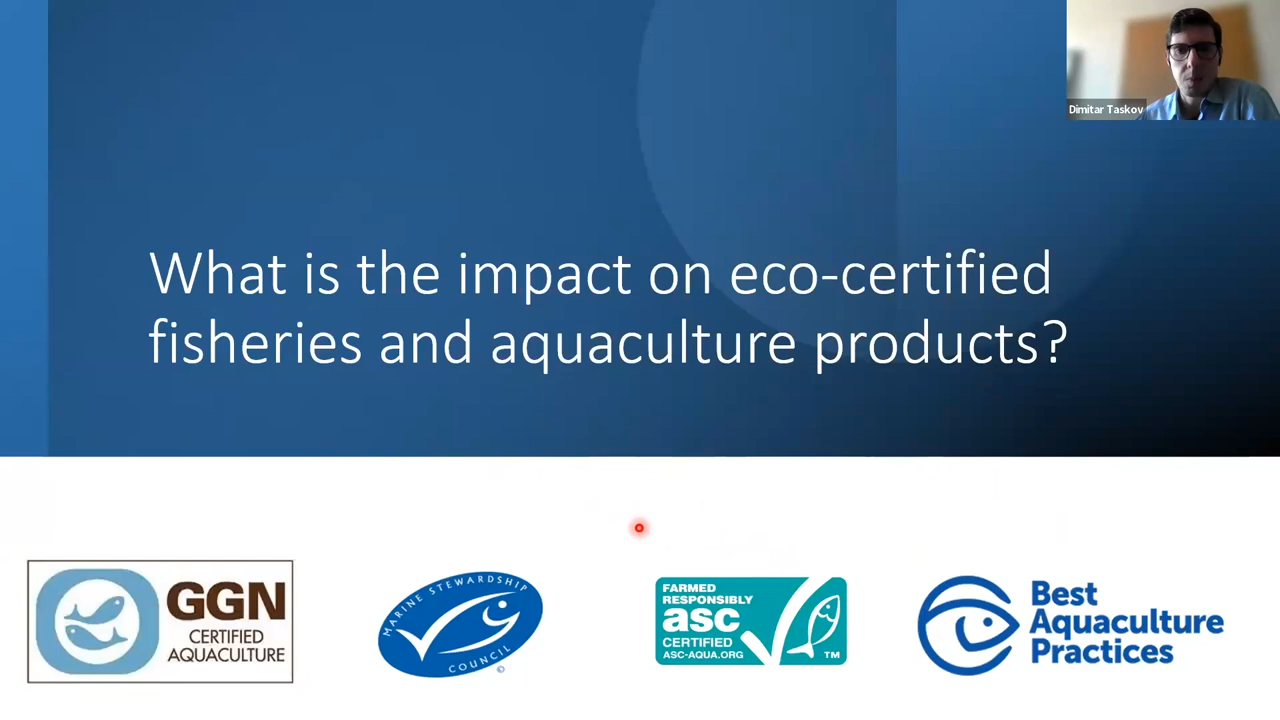 Dimitar Taskov
What is the impact on eco-certified
fisheries and aquaculture products?
GGN
CERTIFIED
AQUACULTURE
MARINE STEWARDSHIP
COUNCIL
©
FARMED
RESPONSIBLY
asc
CERTIFIED
ASC-AQUA.ORG
TM
Best
Aquaculture
Practices